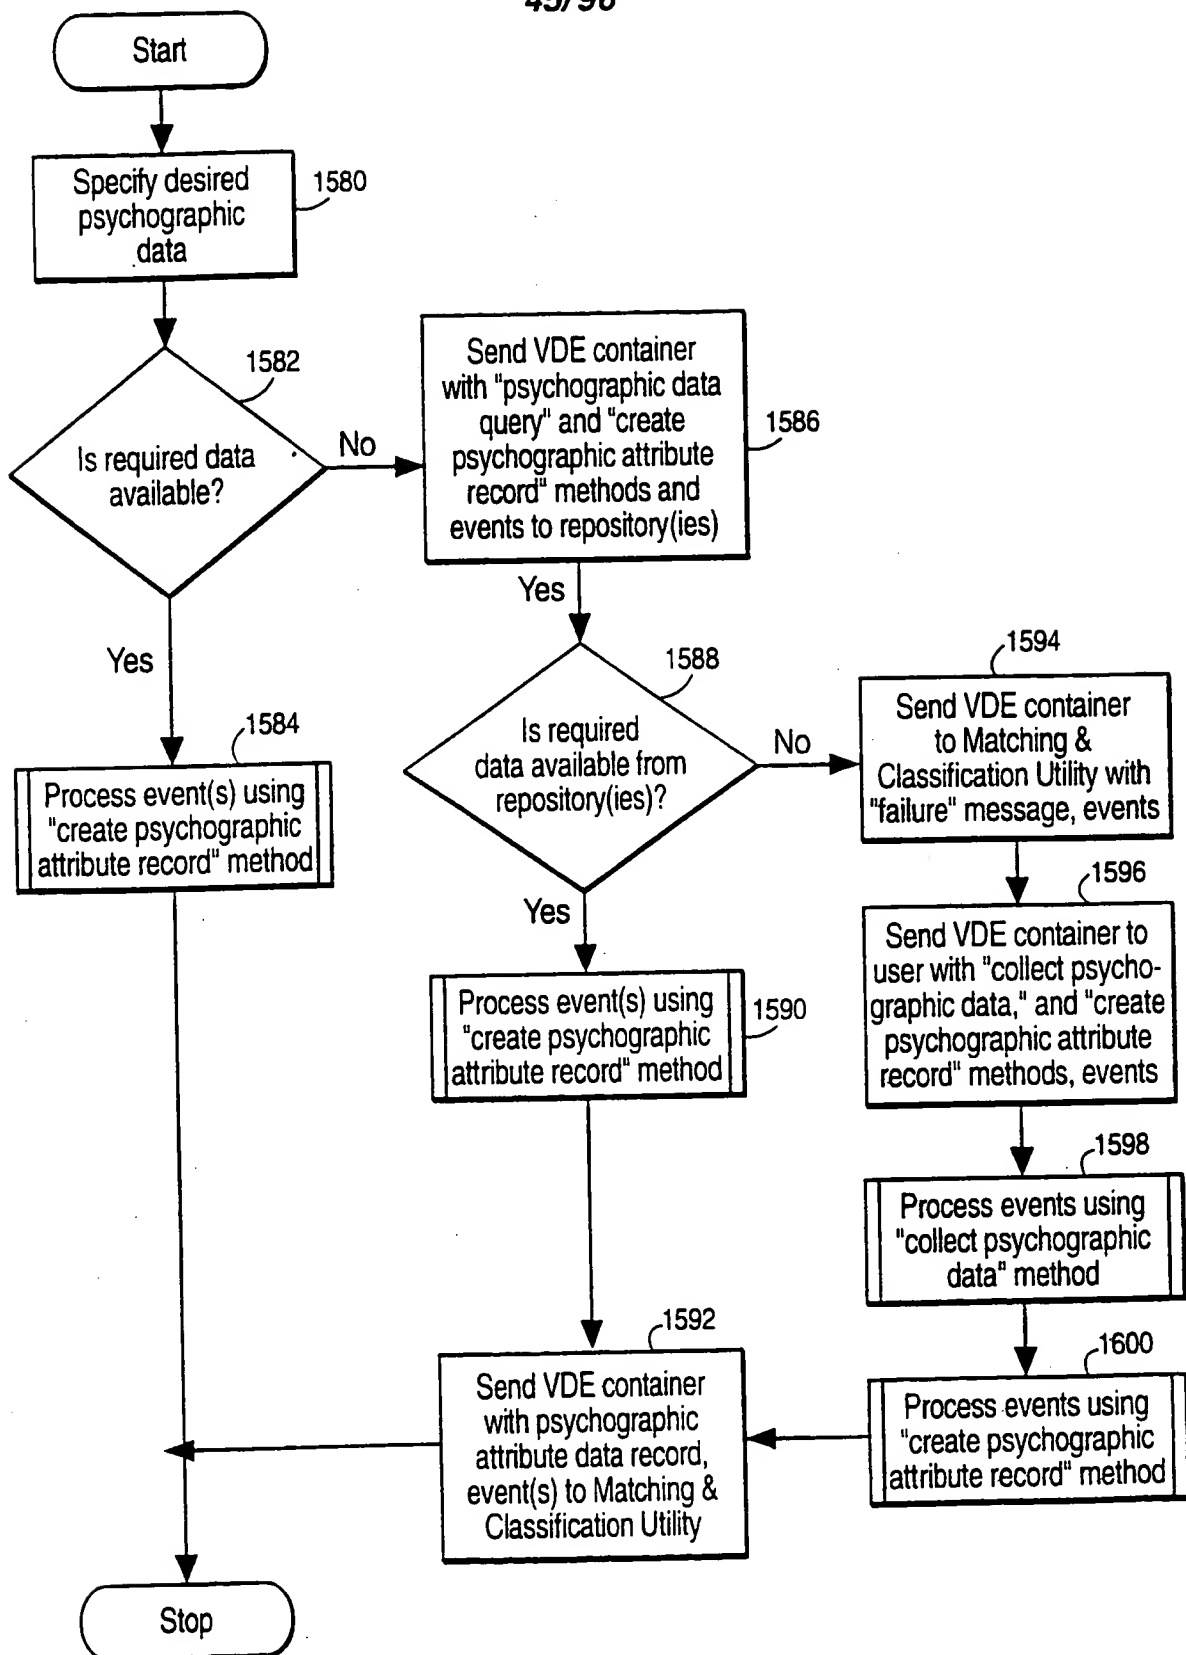 45/96
Start
Specify desired
psychographic
data
1580
1582
Is required data
available?
No
Yes
1584
Process event(s) using
"create psychographic
attribute record" method
Send VDE container
with "psychographic data
query" and "create
psychographic attribute
record" methods and
events to repository(ies)
1586
Yes
1588
Is required
data available from
repository(ies)?
No
Yes
Process event(s) using
"create psychographic
attribute record" method
1590
1594
Send VDE container
to Matching &
Classification Utility with
"failure" message, events
1596
Send VDE container to
user with "collect psycho-
graphic data," and "create
psychographic attribute
record" methods, events
1598
Process events using
"collect psychographic
data" method
1600
Process events using
"create psychographic
attribute record" method
1592
Send VDE container
with psychographic
attribute data record,
event(s) to Matching &
Classification Utility
Stop